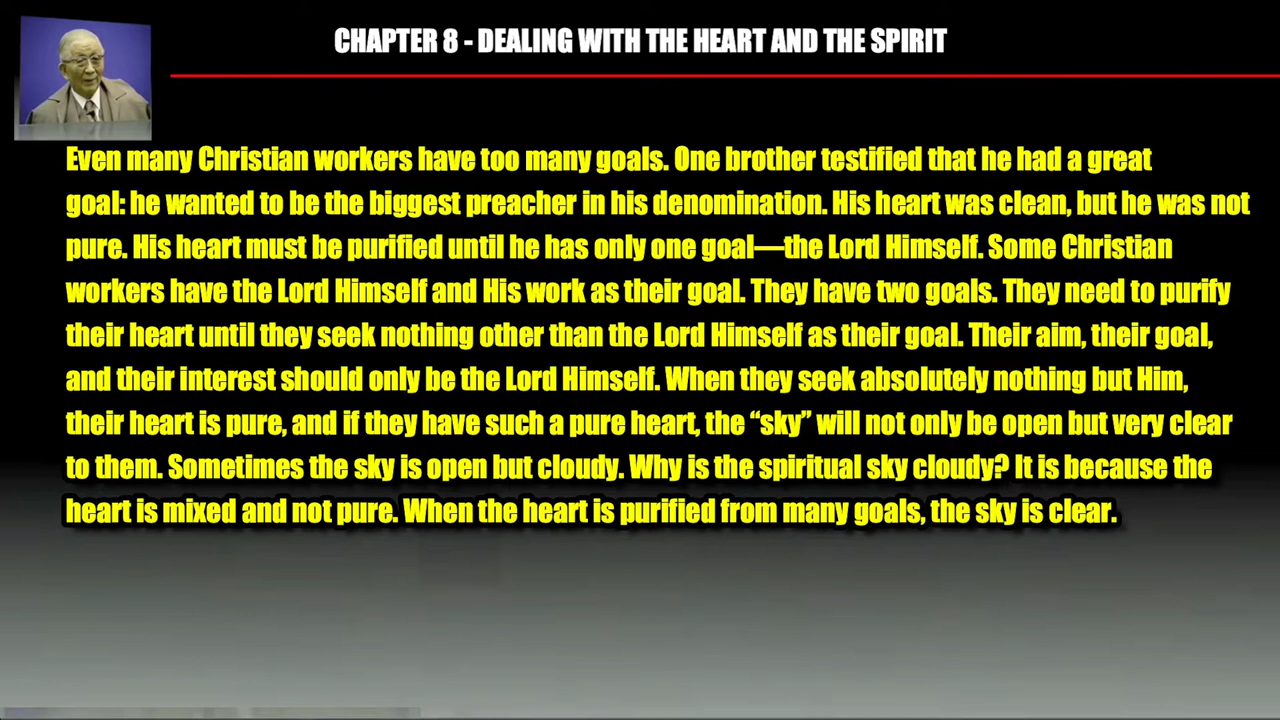 CHAPTER 8 - DEALING WITH THE HEART AND THE SPIRIT
Even many Christian workers have too many goals. One brother testified that he had a great
goal: he wanted to be the biggest preacher in his denomination. His heart was clean, but he was not
pure. His heart must be purified until he has only one goal—the Lord Himself. Some Christian
workers have the Lord Himself and His work as their goal. They have two goals. They need to purify
their heart until they seek nothing other than the Lord Himself as their goal. Their aim, their goal,
and their interest should only be the Lord Himself. When they seek absolutely nothing but Him,
their heart is pure, and if they have such a pure heart, the “sky” will not only be open but very clear
to them. Sometimes the sky is open but cloudy. Why is the spiritual sky cloudy? It is because the
heart is mixed and not pure. When the heart is purified from many goals, the sky is clear.